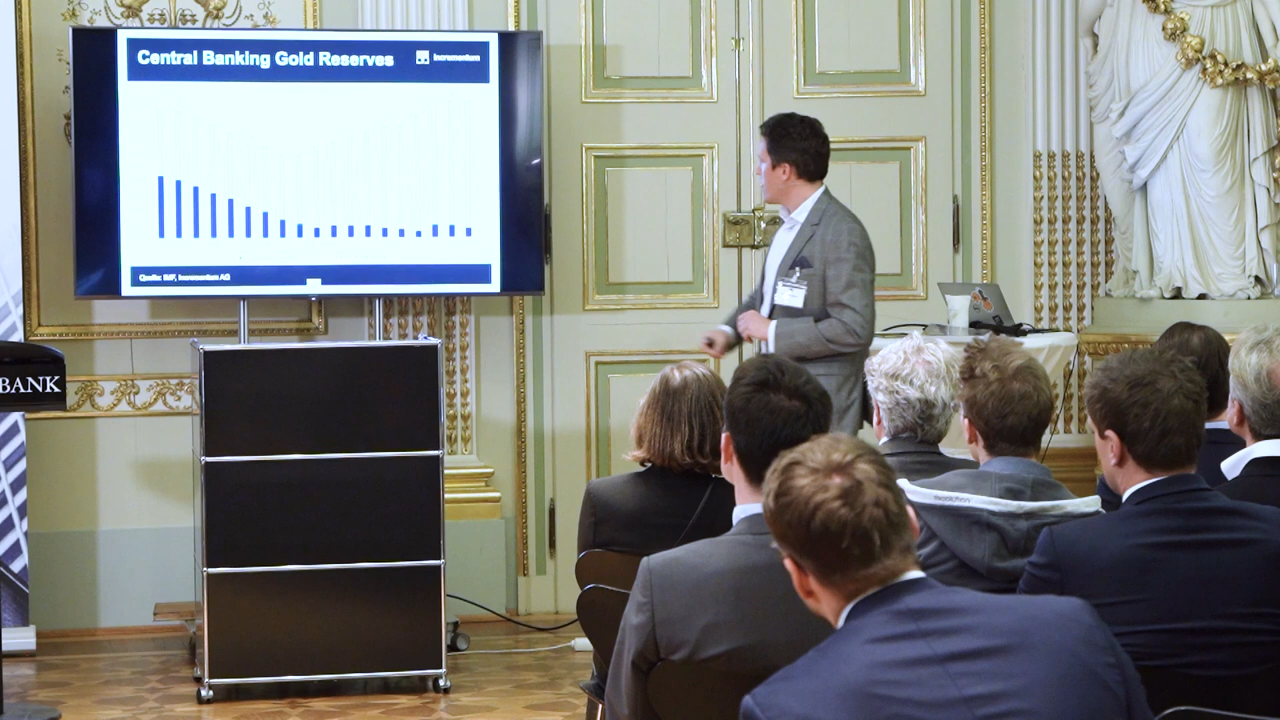 Central Banking Gold Reserves
Incrementum
Quelle: IMF, Incrementum AG
BANK